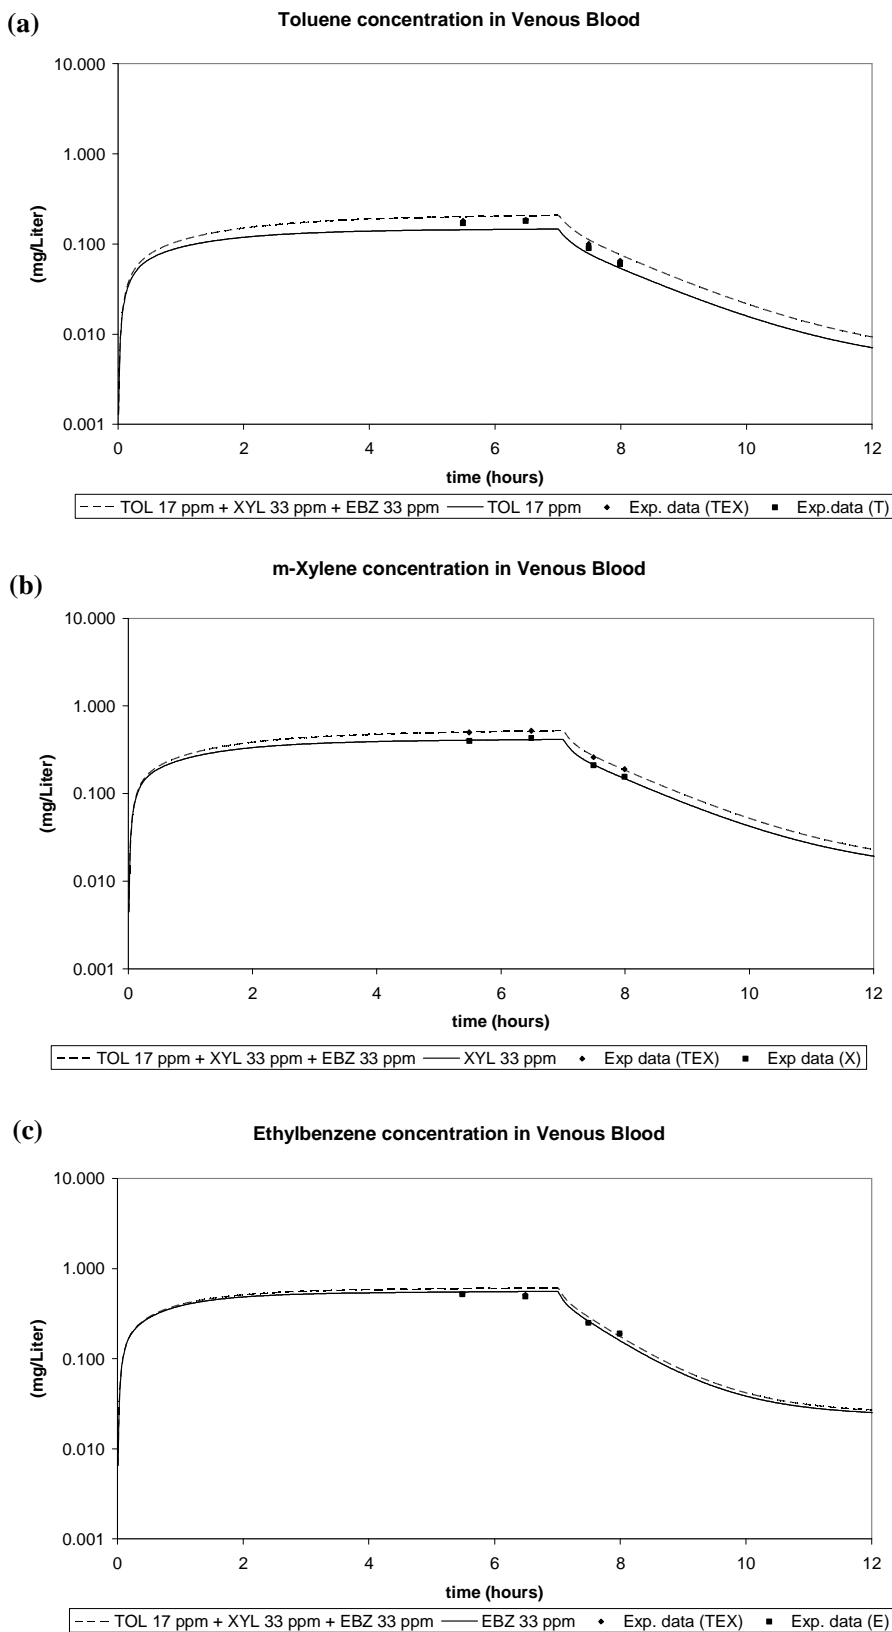 (a)
Toluene concentration in Venous Blood
10.000
1.000
0.100
0.010
0.001
(mg/Liter)
0 2 4 6 8 10 12
time (hours)
TOL 17 ppm + XYL 33 ppm + EBZ 33 ppm TOL 17 ppm Exp. data (TEX) Exp.data (T)
(b)
m-Xylene concentration in Venous Blood
10.000
1.000
0.100
0.010
0.001
(mg/Liter)
0 2 4 6 8 10 12
time (hours)
TOL 17 ppm + XYL 33 ppm + EBZ 33 ppm XYL 33 ppm Exp data (TEX) Exp data (X)
(c)
Ethylbenzene concentration in Venous Blood
10.000
1.000
0.100
0.010
0.001
(mg/Liter)
0 2 4 6 8 10 12
time (hours)
TOL 17 ppm + XYL 33 ppm + EBZ 33 ppm EBZ 33 ppm Exp. data (TEX) Exp. data (E)